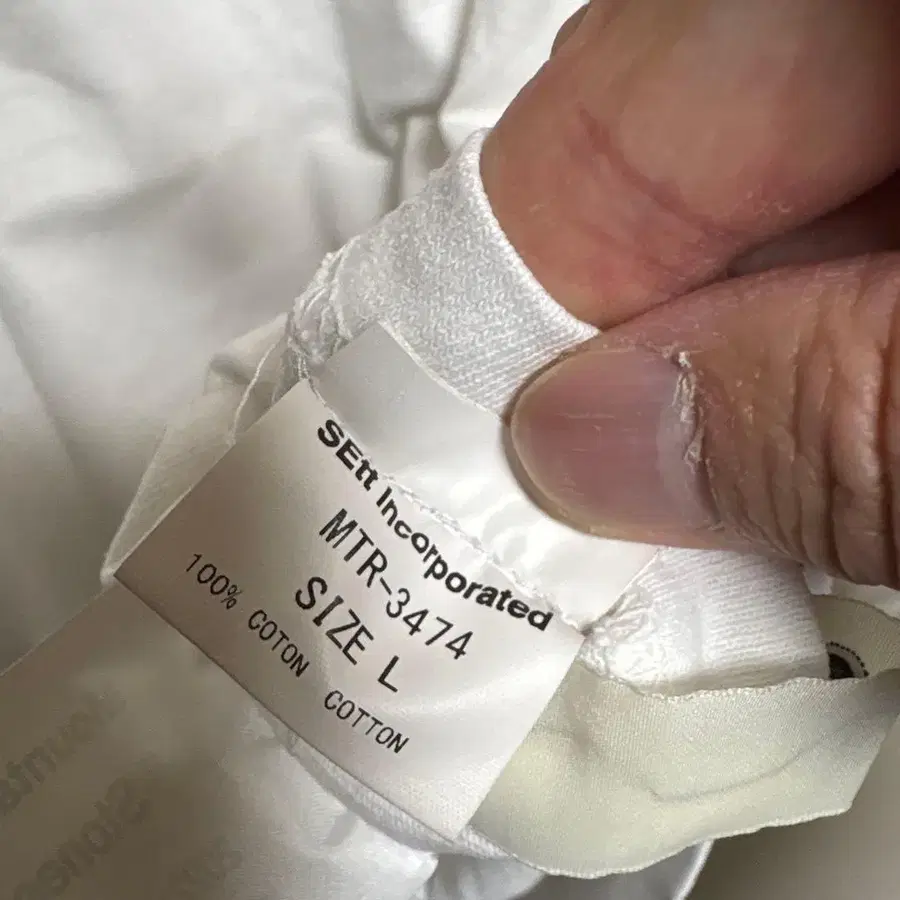 SEtt Incorporated
MTR-3474
SIZE L
100% COTON COTTON